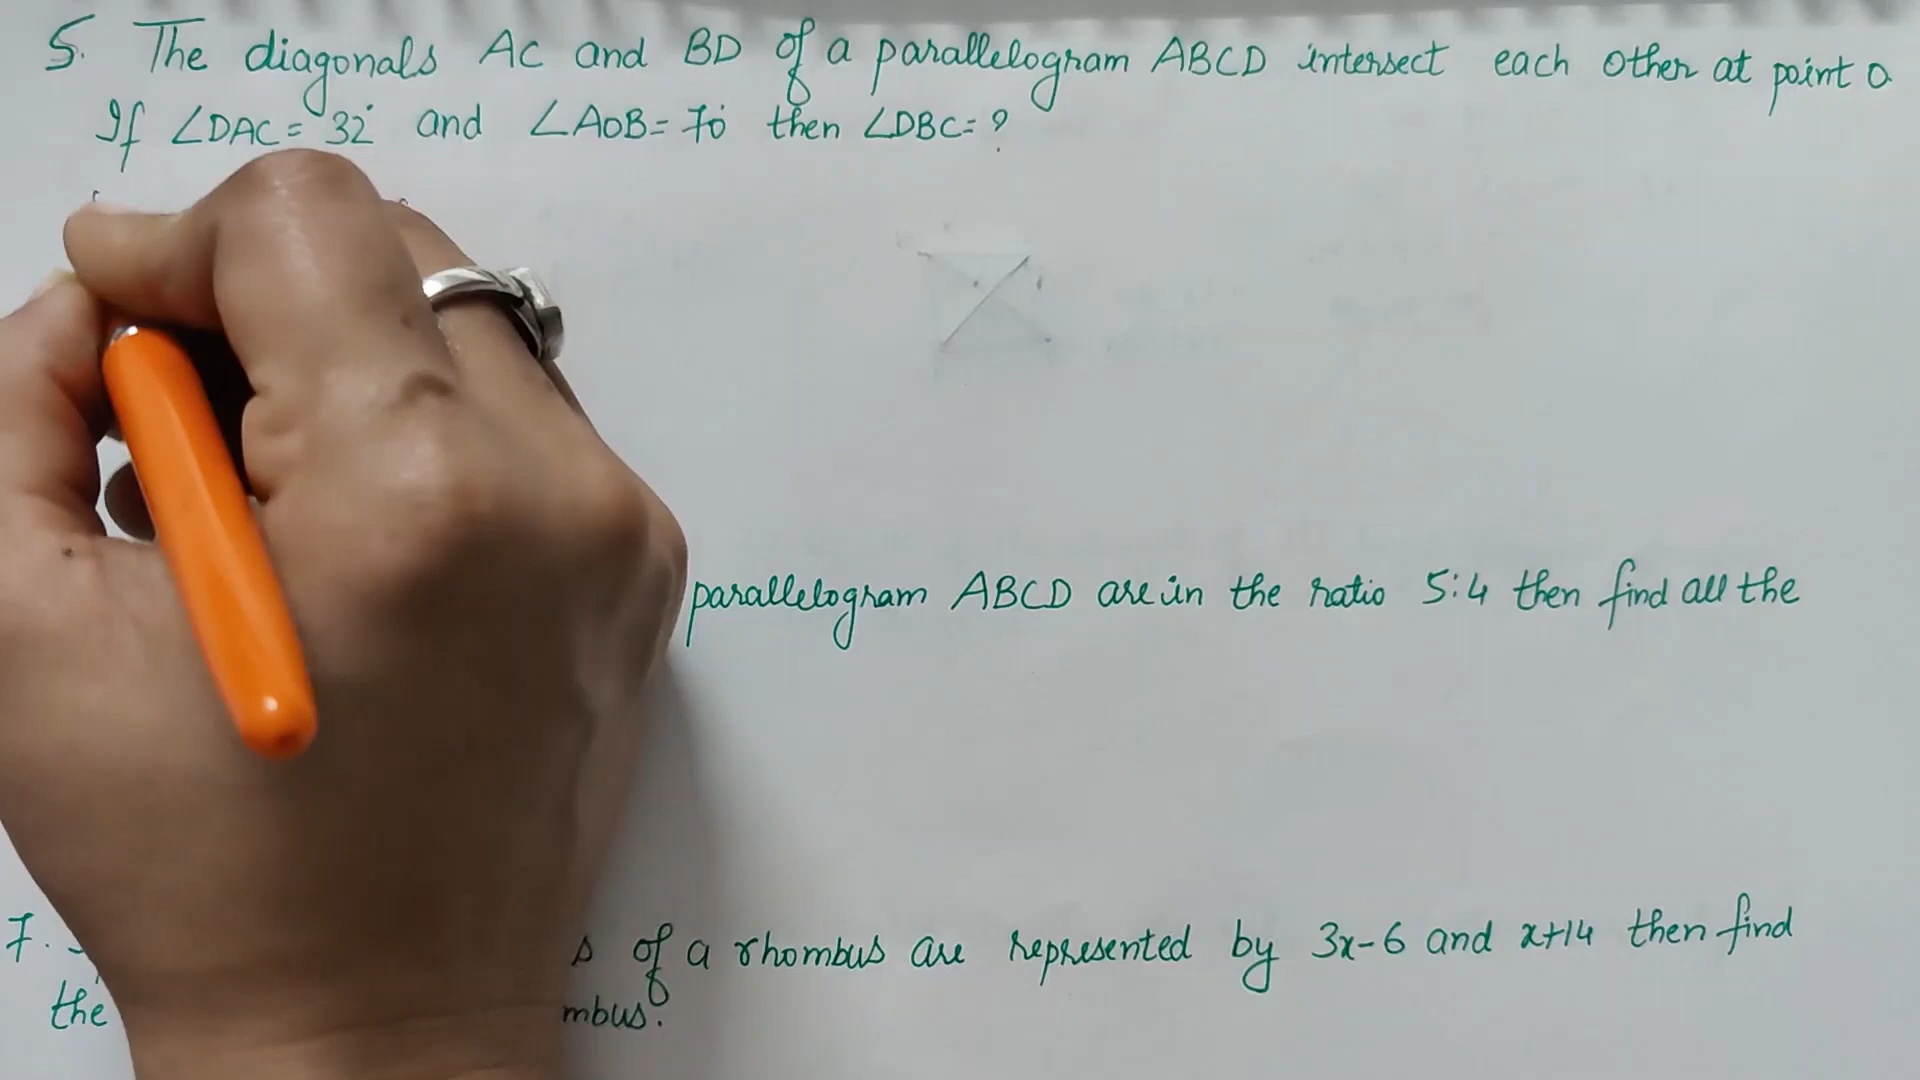 5. The diagonals AC and BD of a parallelogram ABCD intersect each other at point O
If ∠DAC = 32° and ∠AOB = 70° then ∠DBC = ?
parallelogram ABCD are in the ratio 5:4 then find all the
7. s of a rhombus are represented by 3x-6 and x+14 then find
the mbus.